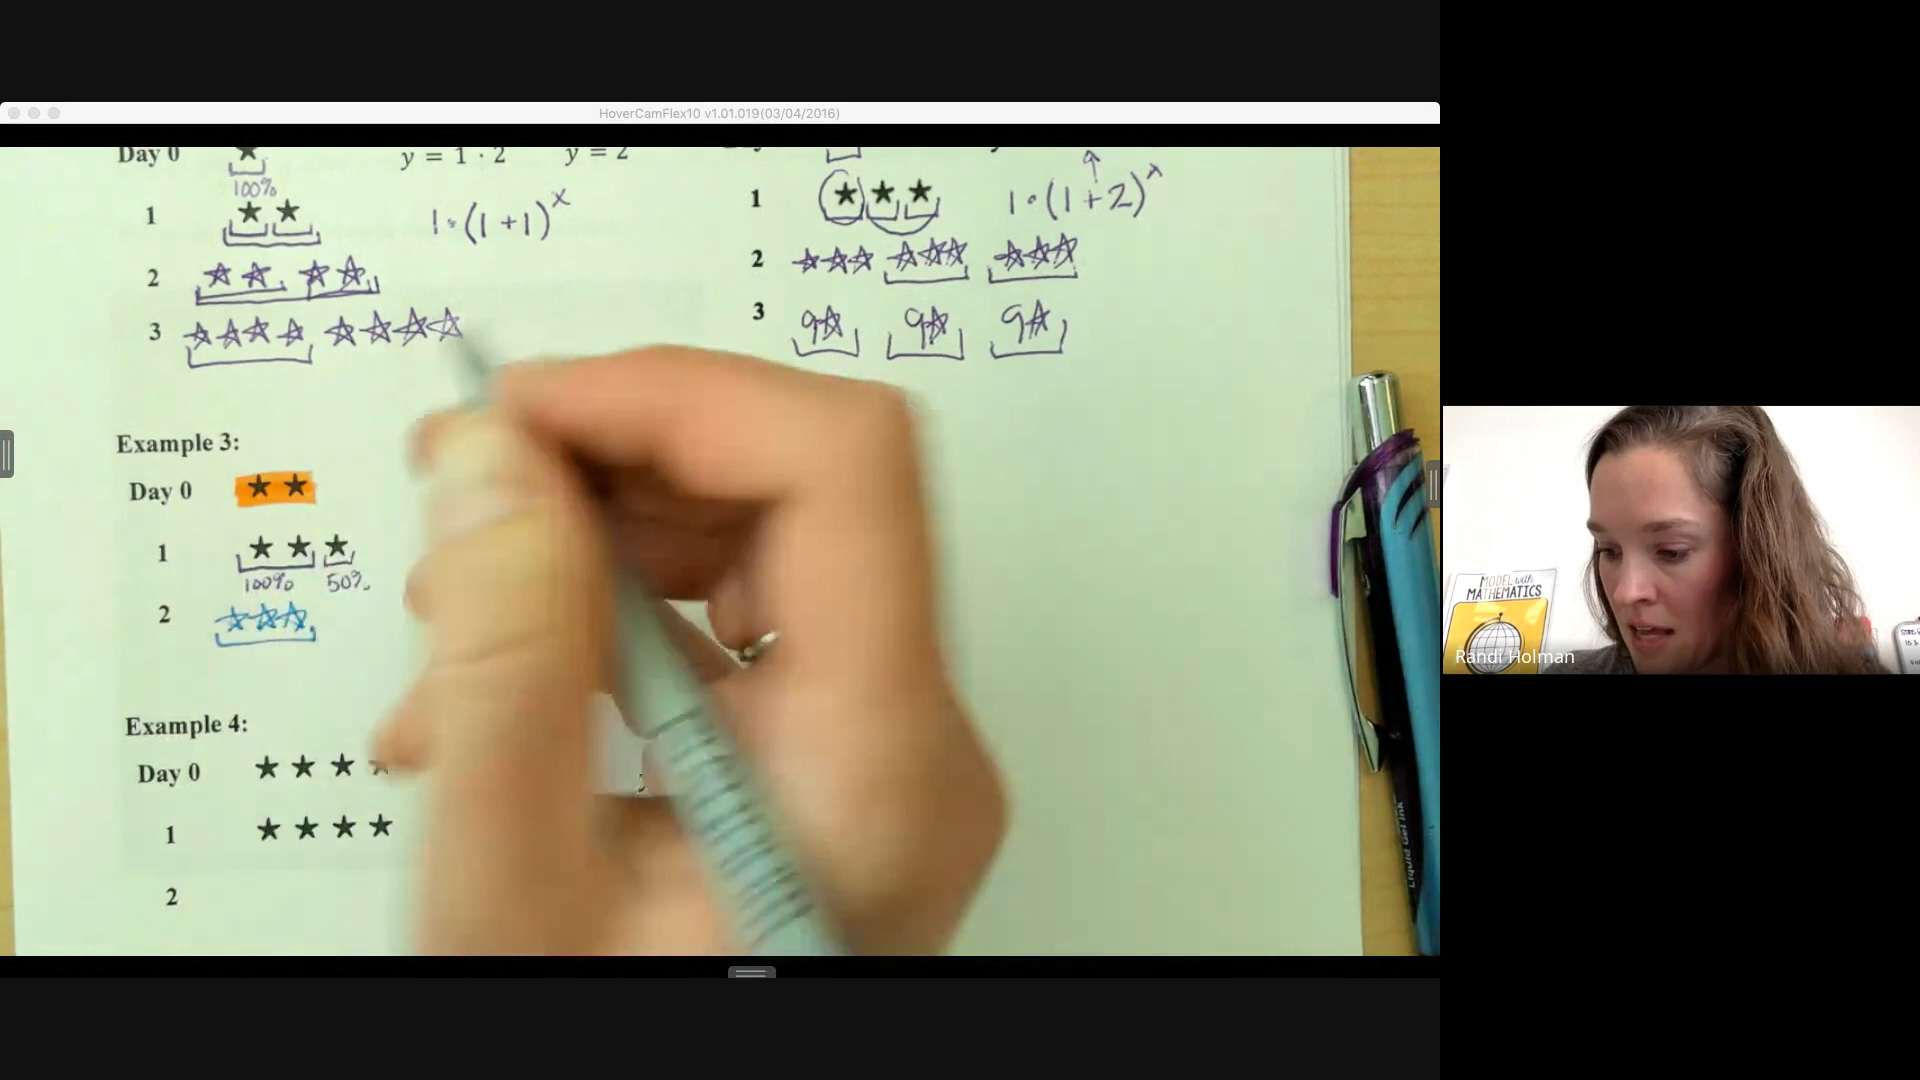 HoverCamFlex10 v1.01.019(03/04/2016)
Day 0 ★ y = 1 · 2 y = 2
100%
1 ★ ★ 1·(1+1)^x
2 ☆☆ ☆☆
3 ☆☆☆☆ ☆☆☆☆
1 ★ ★ ★ 1·(1+2)^x
2 ☆☆☆ ☆☆☆ ☆☆☆
3 9☆ 9☆ 9☆
Example 3:
Day 0 ★ ★
1 ★ ★ ★
100% 50%
2 ☆☆☆
Example 4:
Day 0 ★ ★ ★
1 ★ ★ ★ ★
2
MODEL with
MATHEMATICS
Randi Holman